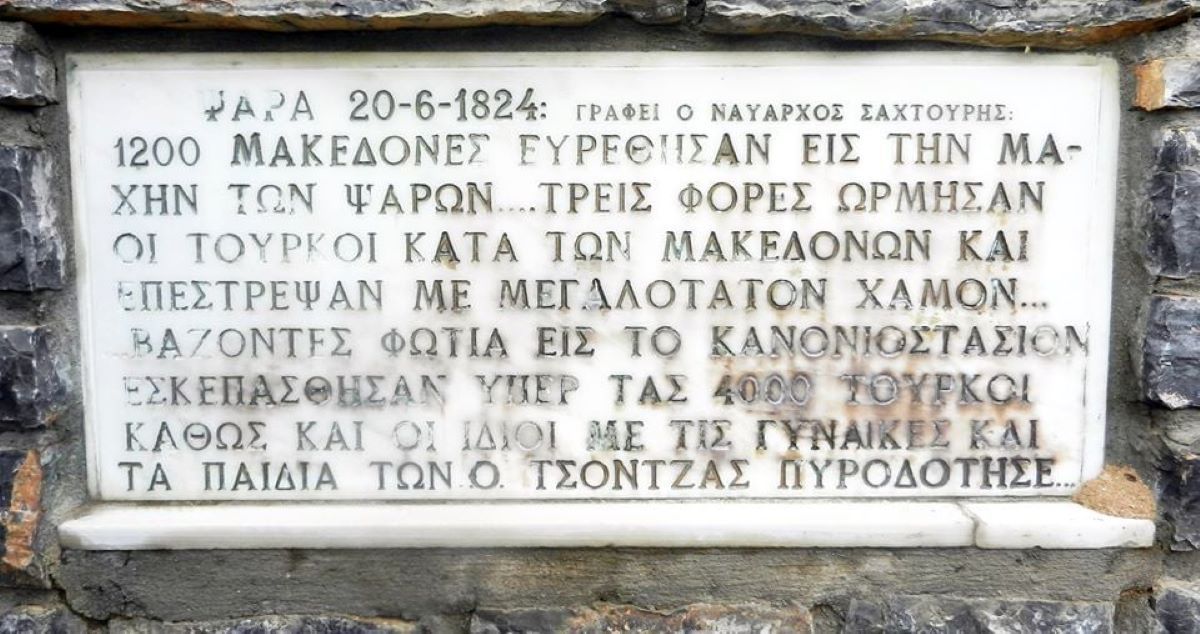 ΨΑΡΑ 20-6-1824: ΓΡΑΦΕΙ Ο ΝΑΥΑΡΧΟΣ ΣΑΧΤΟΥΡΗΣ:
1200 ΜΑΚΕΔΟΝΕΣ ΕΥΡΕΘΗΣΑΝ ΕΙΣ ΤΗΝ ΜΑ-
ΧΗΝ ΤΩΝ ΨΑΡΩΝ....ΤΡΕΙΣ ΦΟΡΕΣ ΩΡΜΗΣΑΝ
ΟΙ ΤΟΥΡΚΟΙ ΚΑΤΑ ΤΩΝ ΜΑΚΕΔΟΝΩΝ ΚΑΙ
ΕΠΕΣΤΡΕΨΑΝ ΜΕ ΜΕΓΑΛΟΤΑΤΟΝ ΧΑΜΟΝ...
...ΒΑΖΟΝΤΕΣ ΦΩΤΙΑ ΕΙΣ ΤΟ ΚΑΝΟΝΙΟΣΤΑΣΙΟΝ
ΕΣΚΕΠΑΣΘΗΣΑΝ ΥΠΕΡ ΤΑΣ 4000 ΤΟΥΡΚΟΙ
ΚΑΘΩΣ ΚΑΙ ΟΙ ΙΔΙΟΙ ΜΕ ΤΙΣ ΓΥΝΑΙΚΕΣ ΚΑΙ
ΤΑ ΠΑΙΔΙΑ ΤΩΝ.Ο. ΤΣΟΝΤΖΑΣ ΠΥΡΟΔΟΤΗΣΕ...